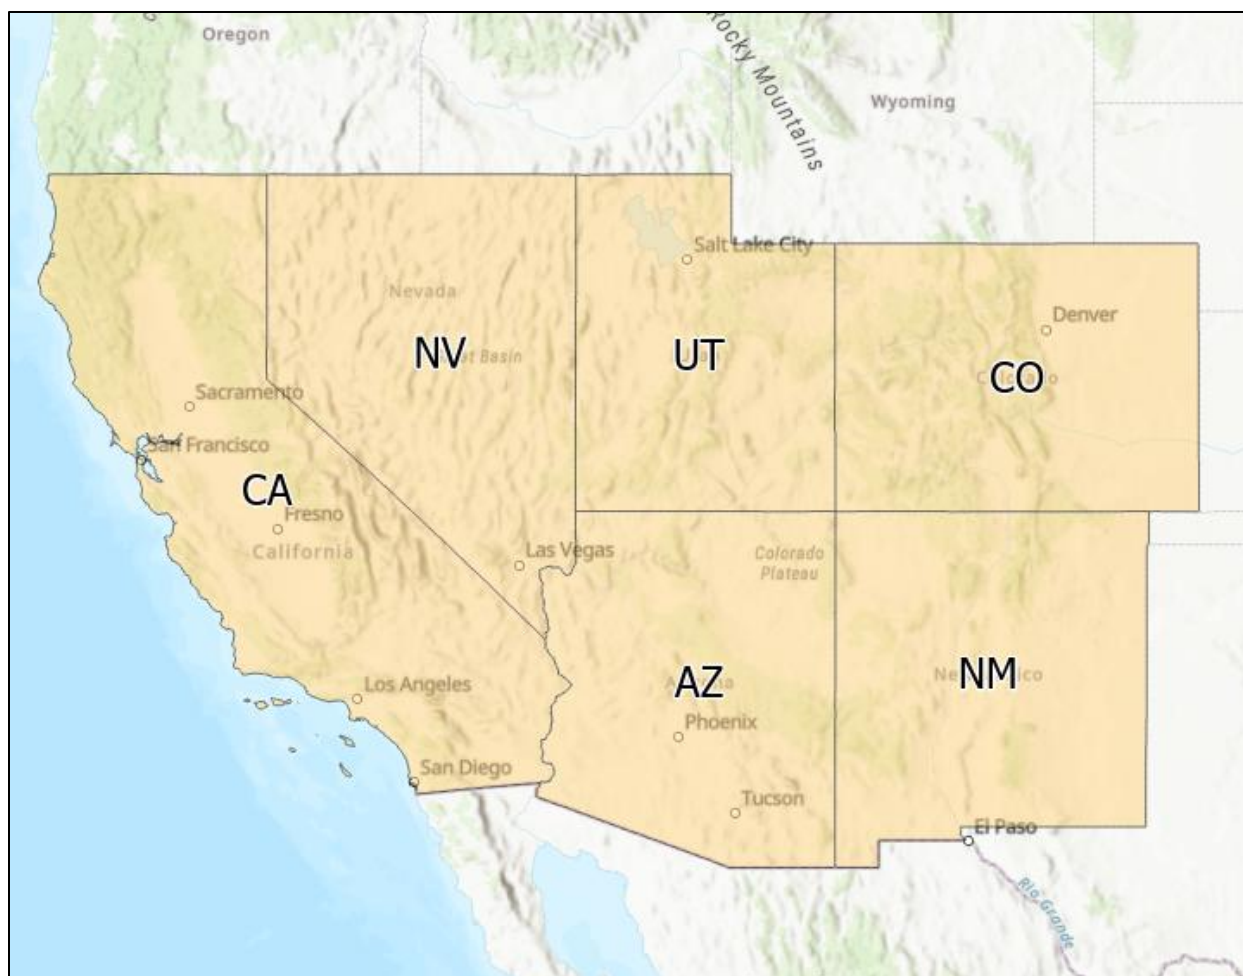 Oregon
Rocky Mountains
Wyoming
Salt Lake City
Nevada
Denver
NV
Basin
UT
CO
Sacramento
San Francisco
CA
Fresno
California
Las Vegas
Colorado
Plateau
Los Angeles
AZ
NM
Phoenix
San Diego
Tucson
El Paso
Rio Grande